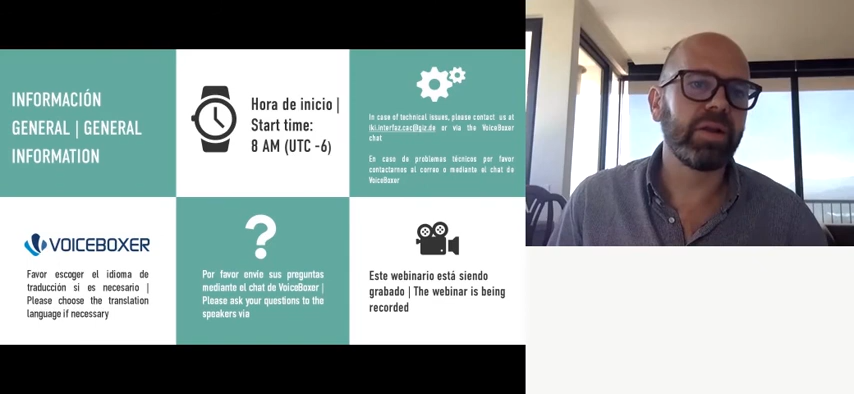 INFORMACIÓN
GENERAL | GENERAL
INFORMATION
Hora de inicio |
Start time:
8 AM (UTC -6)
In case of technical issues, please contact us at
iki.interfaz.cac@giz.de or via the VoiceBoxer
chat
En caso de problemas técnicos por favor
contactarnos al correo o mediante el chat de
VoiceBoxer
VOICEBOXER
Favor escoger el idioma de
traducción si es necesario |
Please choose the translation
language if necessary
Por favor envíe sus preguntas
mediante el chat de VoiceBoxer |
Please ask your questions to the
speakers via
Este webinario está siendo
grabado | The webinar is being
recorded